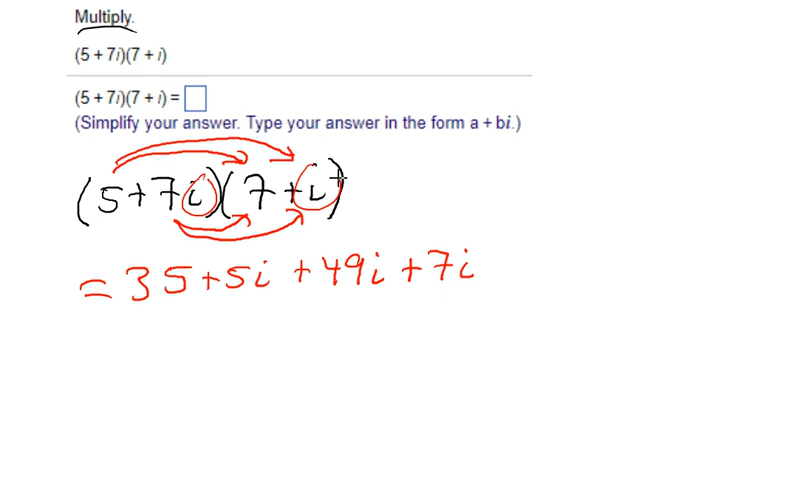 Multiply.
(5 + 7i)(7 + i)
(5 + 7i)(7 + i) =
(Simplify your answer. Type your answer in the form a + bi.)
(5+7i)(7+i)
= 35+5i +49i +7i